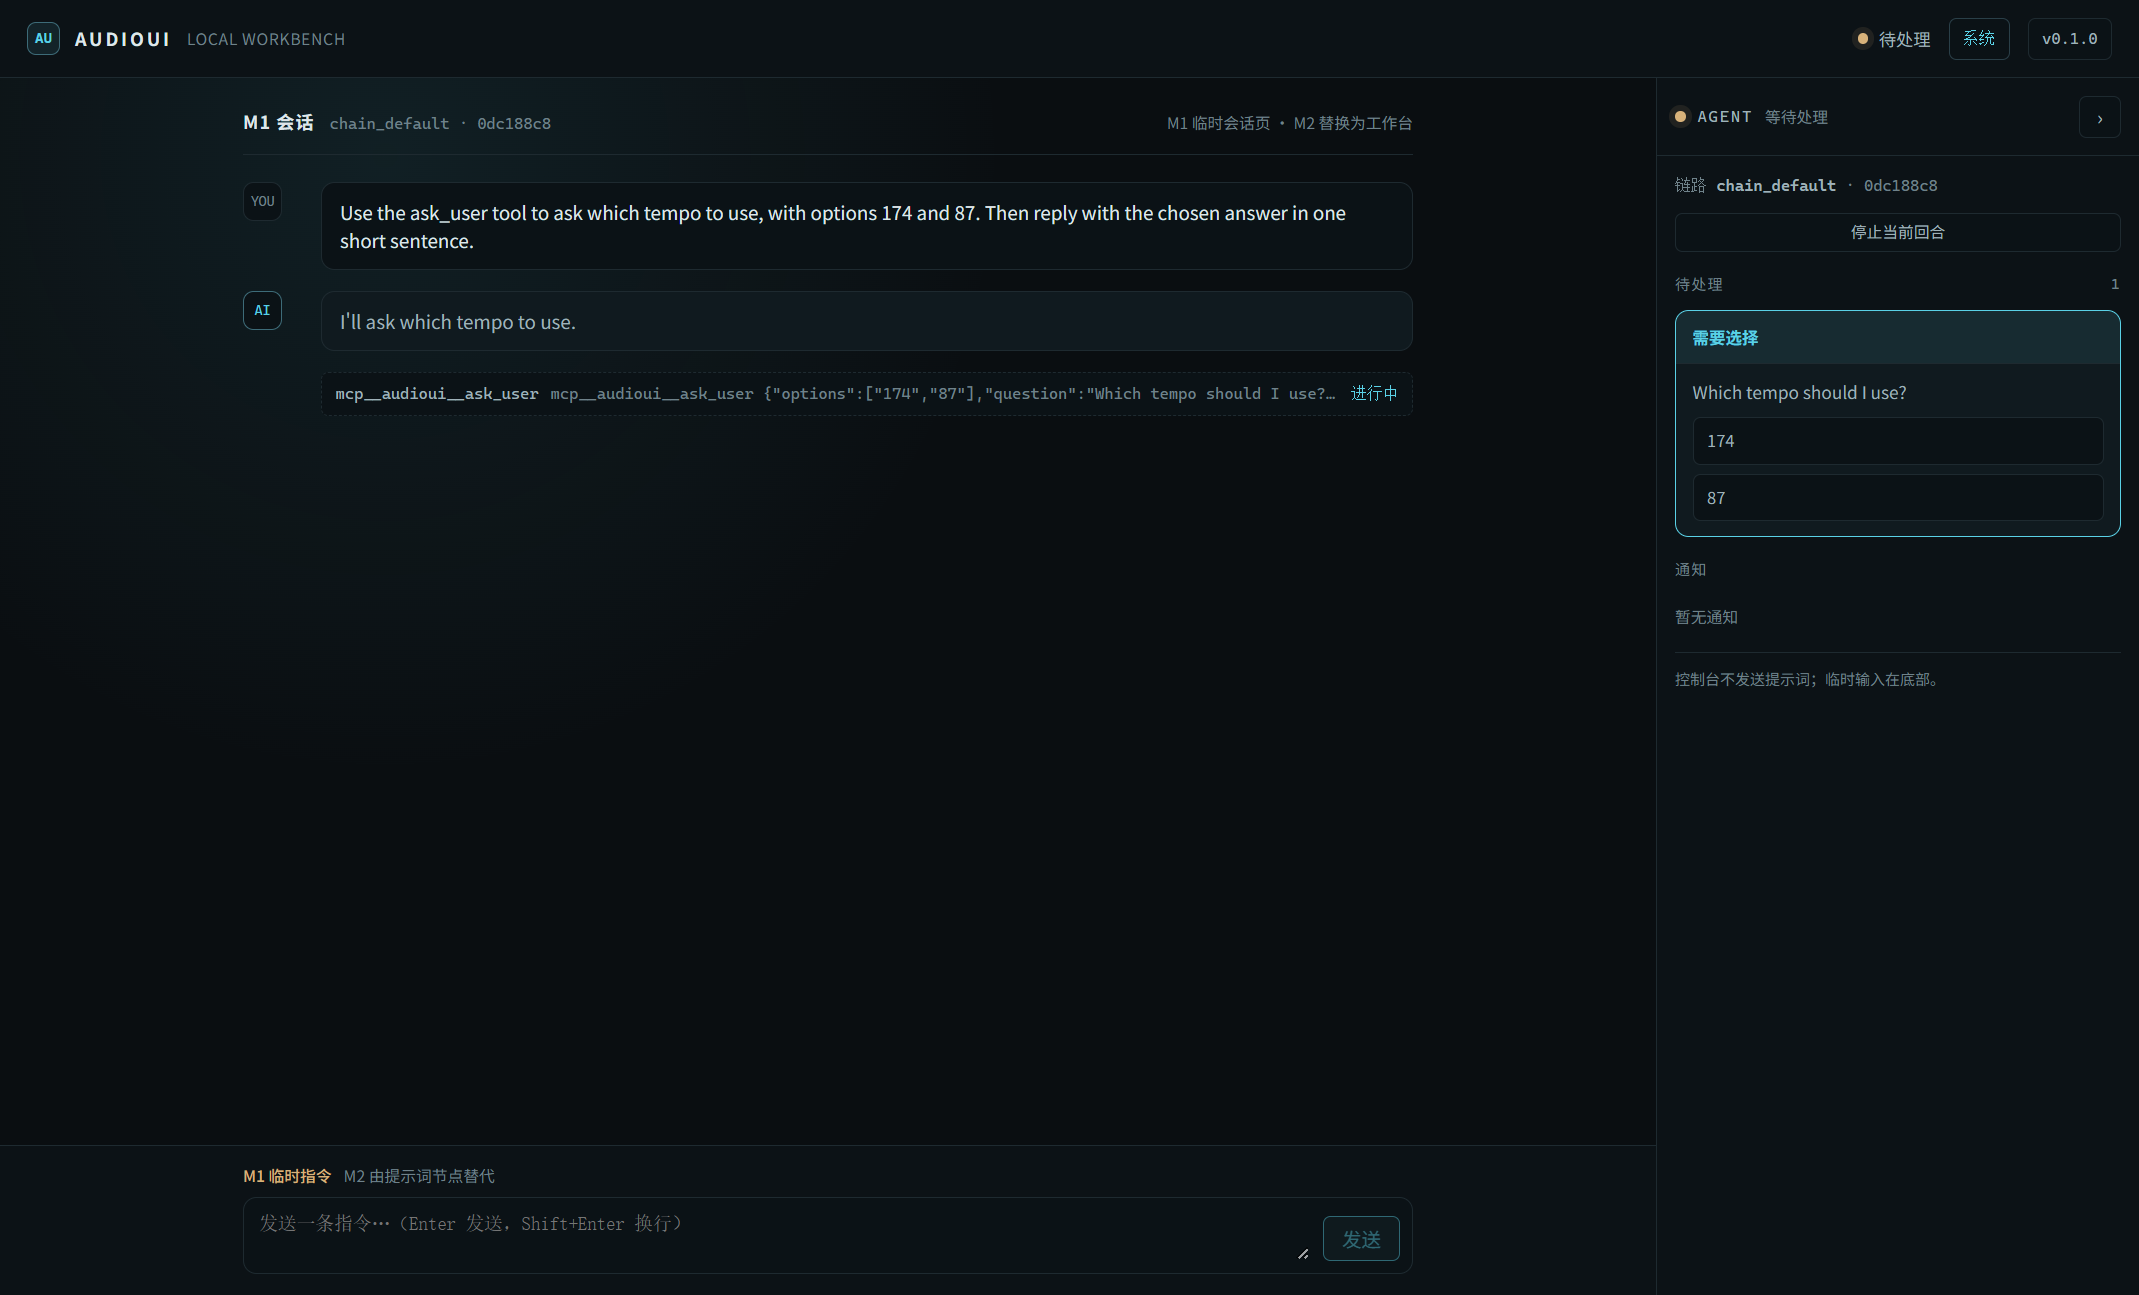 AU AUDIOUI LOCAL WORKBENCH
待处理 系统 v0.1.0
M1 会话 chain_default · 0dc188c8
M1 临时会话页 · M2 替换为工作台
YOU
Use the ask_user tool to ask which tempo to use, with options 174 and 87. Then reply with the chosen answer in one
short sentence.
AI
I'll ask which tempo to use.
mcp__audioui__ask_user mcp__audioui__ask_user {"options":["174","87"],"question":"Which tempo should I use?… 进行中
M1 临时指令 M2 由提示词节点替代
发送一条指令…（Enter 发送，Shift+Enter 换行）
发送
AGENT 等待处理 ›
链路 chain_default · 0dc188c8
停止当前回合
待处理 1
需要选择
Which tempo should I use?
174
87
通知
暂无通知
控制台不发送提示词；临时输入在底部。